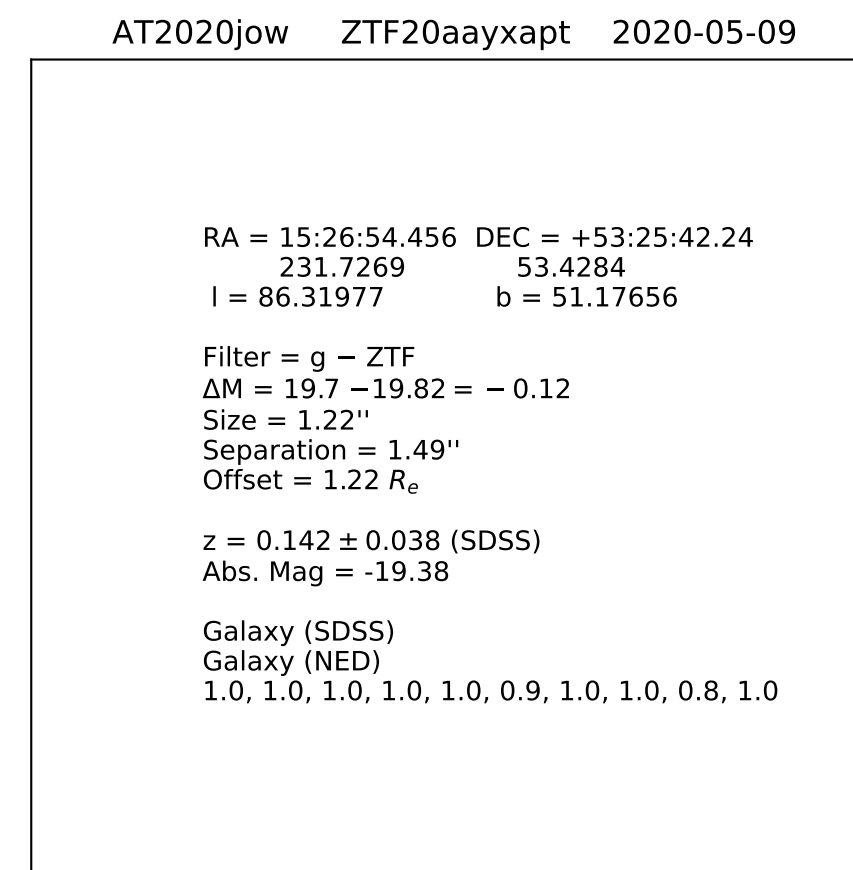 AT2020jow ZTF20aayxapt 2020-05-09
RA = 15:26:54.456 DEC = +53:25:42.24
231.7269 53.4284
l = 86.31977 b = 51.17656
Filter = g − ZTF
ΔM = 19.7 −19.82 = − 0.12
Size = 1.22''
Separation = 1.49''
Offset = 1.22 Re
z = 0.142 ± 0.038 (SDSS)
Abs. Mag = -19.38
Galaxy (SDSS)
Galaxy (NED)
1.0, 1.0, 1.0, 1.0, 1.0, 0.9, 1.0, 1.0, 0.8, 1.0